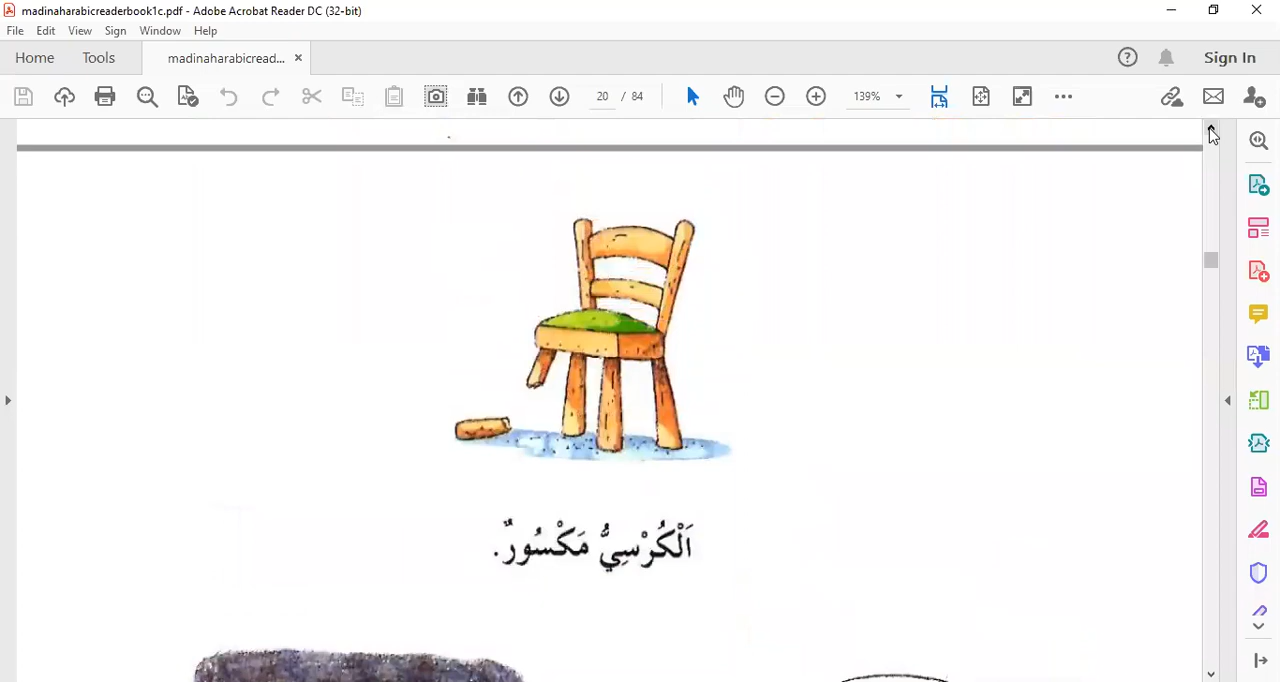 madinaharabicreaderbook1c.pdf - Adobe Acrobat Reader DC (32-bit)
File Edit View Sign Window Help
Home Tools madinaharabicread... × Sign In
20 / 84 139%
اَلْكُرْسِيُّ مَكْسُورٌ.